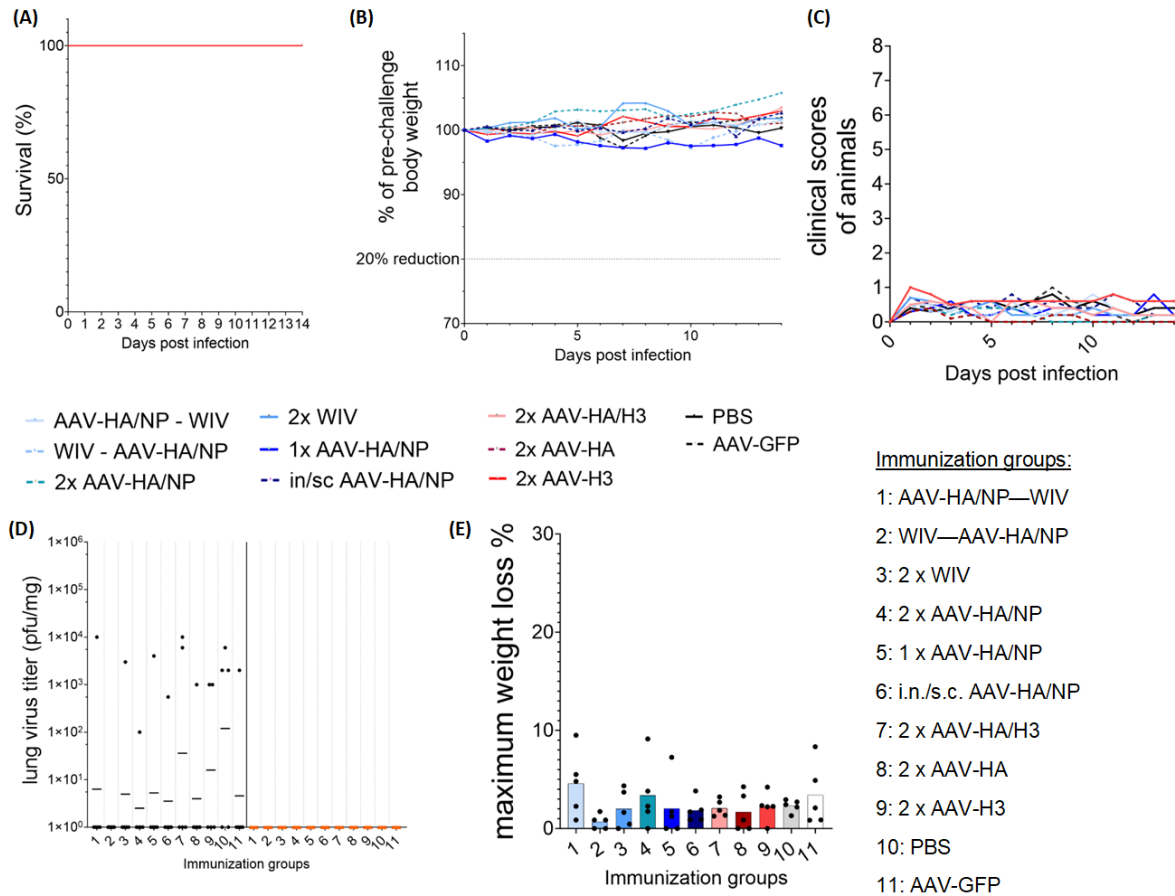 (A)
Survival (%)
100
50
0
0 1 2 3 4 5 6 7 8 9 10 11 12 13 14
Days post infection
(B)
% of pre-challenge
body weight
110
100
90
20% reduction
70
0 5 10
Days post infection
(C)
clinical scores
of animals
8
7
6
5
4
3
2
1
0
0 5 10
Days post infection
AAV-HA/NP - WIV
WIV - AAV-HA/NP
2x AAV-HA/NP
2x WIV
1x AAV-HA/NP
in/sc AAV-HA/NP
2x AAV-HA/H3
2x AAV-HA
2x AAV-H3
PBS
AAV-GFP
(D)
lung virus titer (pfu/mg)
1×10⁶
1×10⁵
1×10⁴
1×10³
1×10²
1×10¹
1×10⁰
1 2 3 4 5 6 7 8 9 10 11 1 2 3 4 5 6 7 8 9 10 11
Immunization groups
(E)
maximum weight loss %
30
20
10
0
1 2 3 4 5 6 7 8 9 10 11
Immunization groups
Immunization groups:
1: AAV-HA/NP—WIV
2: WIV—AAV-HA/NP
3: 2 x WIV
4: 2 x AAV-HA/NP
5: 1 x AAV-HA/NP
6: i.n./s.c. AAV-HA/NP
7: 2 x AAV-HA/H3
8: 2 x AAV-HA
9: 2 x AAV-H3
10: PBS
11: AAV-GFP